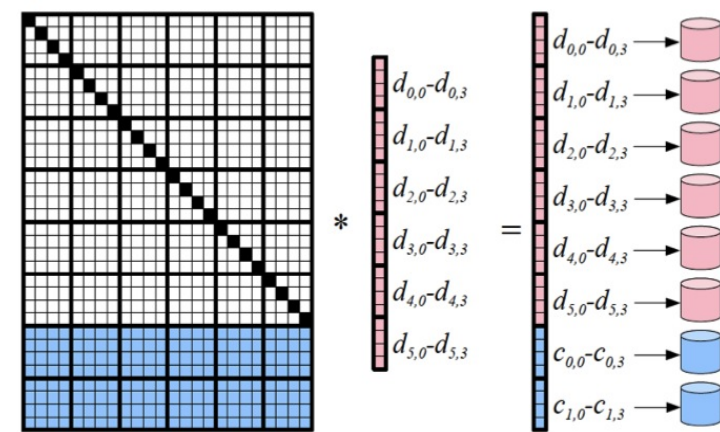 d0,0-d0,3
d1,0-d1,3
d2,0-d2,3
d3,0-d3,3
d4,0-d4,3
d5,0-d5,3
*
=
d0,0-d0,3
d1,0-d1,3
d2,0-d2,3
d3,0-d3,3
d4,0-d4,3
d5,0-d5,3
c0,0-c0,3
c1,0-c1,3